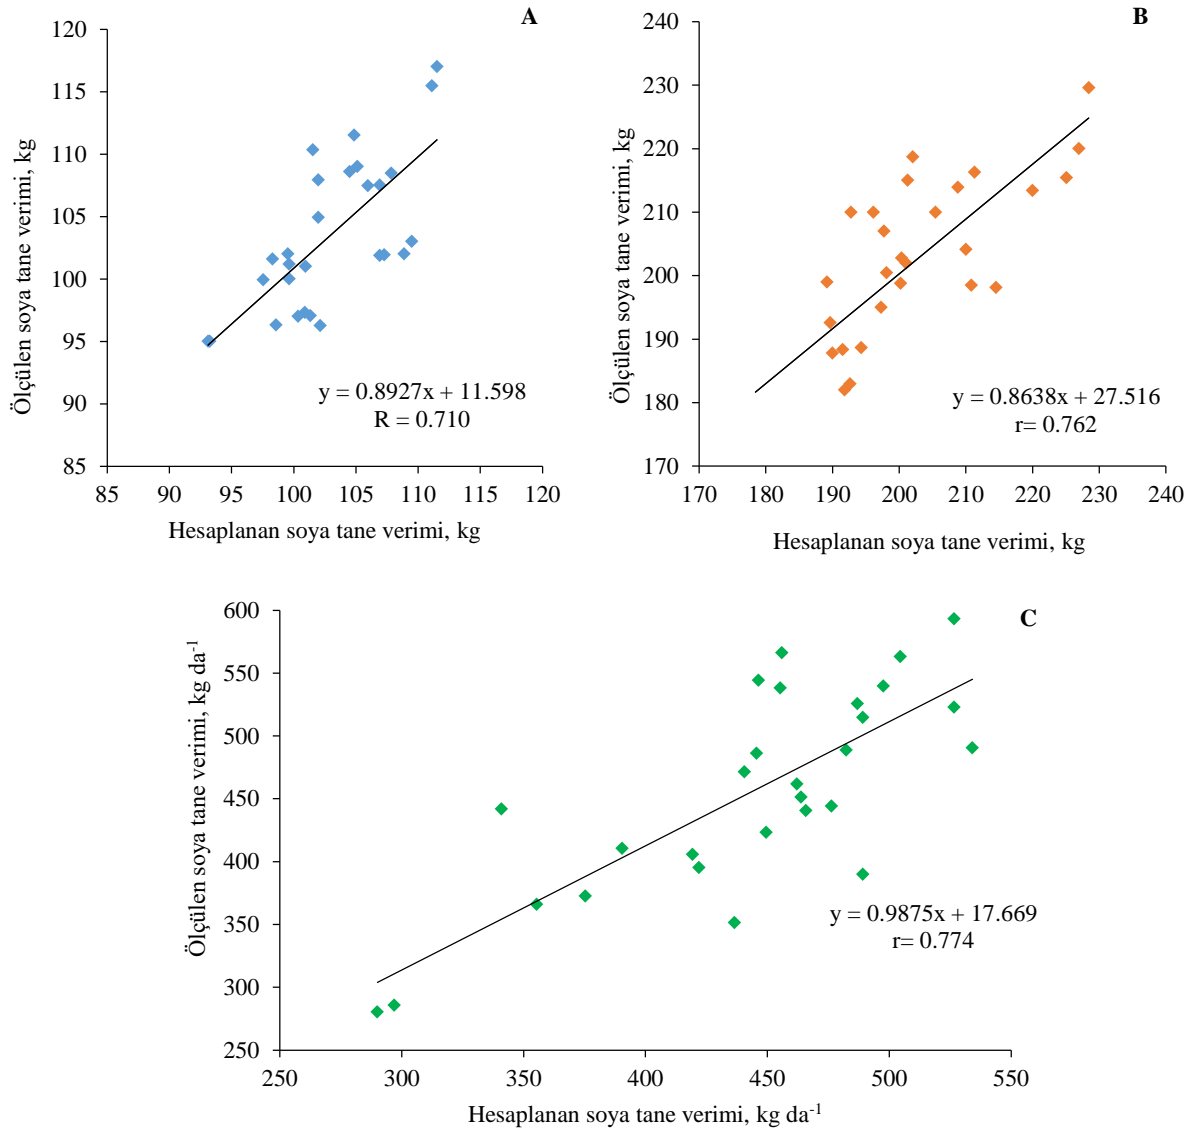 A
120
115
110
105
100
95
90
85
85 90 95 100 105 110 115 120
Ölçülen soya tane verimi, kg
Hesaplanan soya tane verimi, kg
y = 0.8927x + 11.598
R = 0.710
B
240
230
220
210
200
190
180
170
170 180 190 200 210 220 230 240
Ölçülen soya tane verimi, kg
Hesaplanan soya tane verimi, kg
y = 0.8638x + 27.516
r= 0.762
C
600
550
500
450
400
350
300
250
250 300 350 400 450 500 550
Ölçülen soya tane verimi, kg da⁻¹
Hesaplanan soya tane verimi, kg da⁻¹
y = 0.9875x + 17.669
r= 0.774